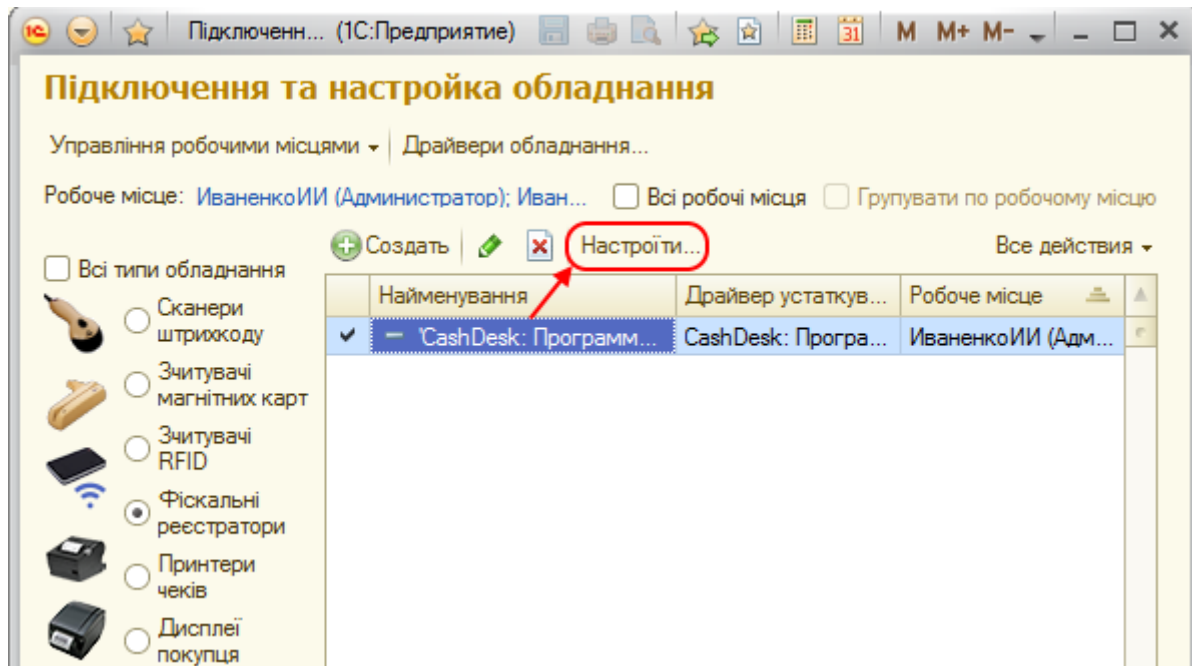 Підключенн... (1С:Предприятие) 31 M M+ M-
Підключення та настройка обладнання
Управління робочими місцями Драйвери обладнання...
Робоче місце: ИваненкоИИ (Администратор); Иван... Всі робочі місця Групувати по робочому місцю
Создать Настроїти... Все действия
Всі типи обладнання
Найменування Драйвер устаткув... Робоче місце
'CashDesk: Программ... CashDesk: Програ... ИваненкоИИ (Адм...
Сканери
штрихкоду
Зчитувачі
магнітних карт
Зчитувачі
RFID
Фіскальні
реєстратори
Принтери
чеків
Дисплеї
покупця